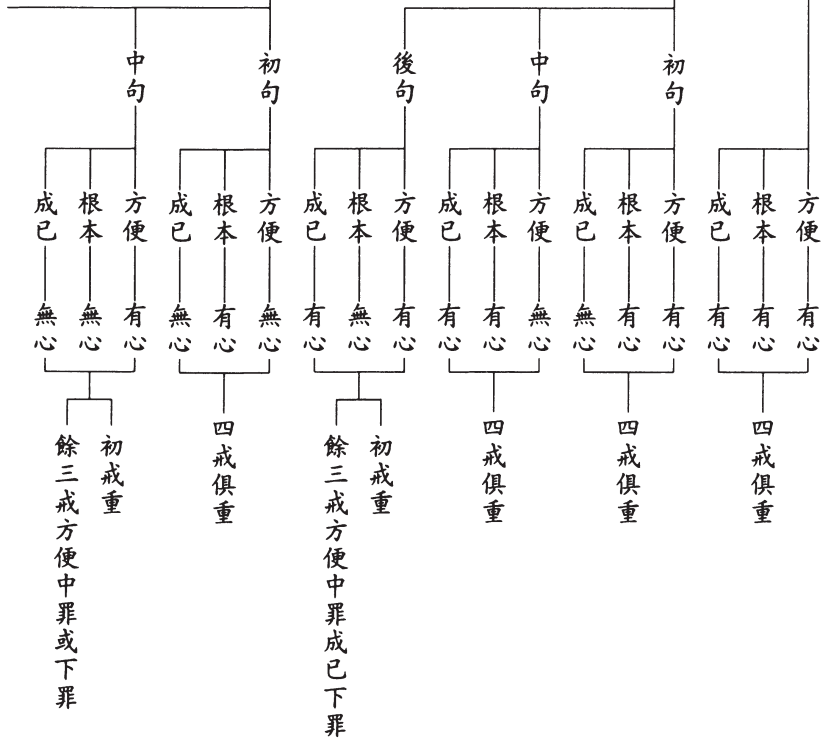 方便
有心
根本
有心
成已
有心
四戒俱重
初句
方便
有心
根本
有心
成已
無心
四戒俱重
中句
方便
無心
根本
有心
成已
有心
四戒俱重
後句
方便
有心
根本
無心
成已
有心
初戒重
餘三戒方便中罪成已下罪
初句
方便
無心
根本
有心
成已
無心
四戒俱重
中句
方便
有心
根本
無心
成已
無心
初戒重
餘三戒方便中罪或下罪